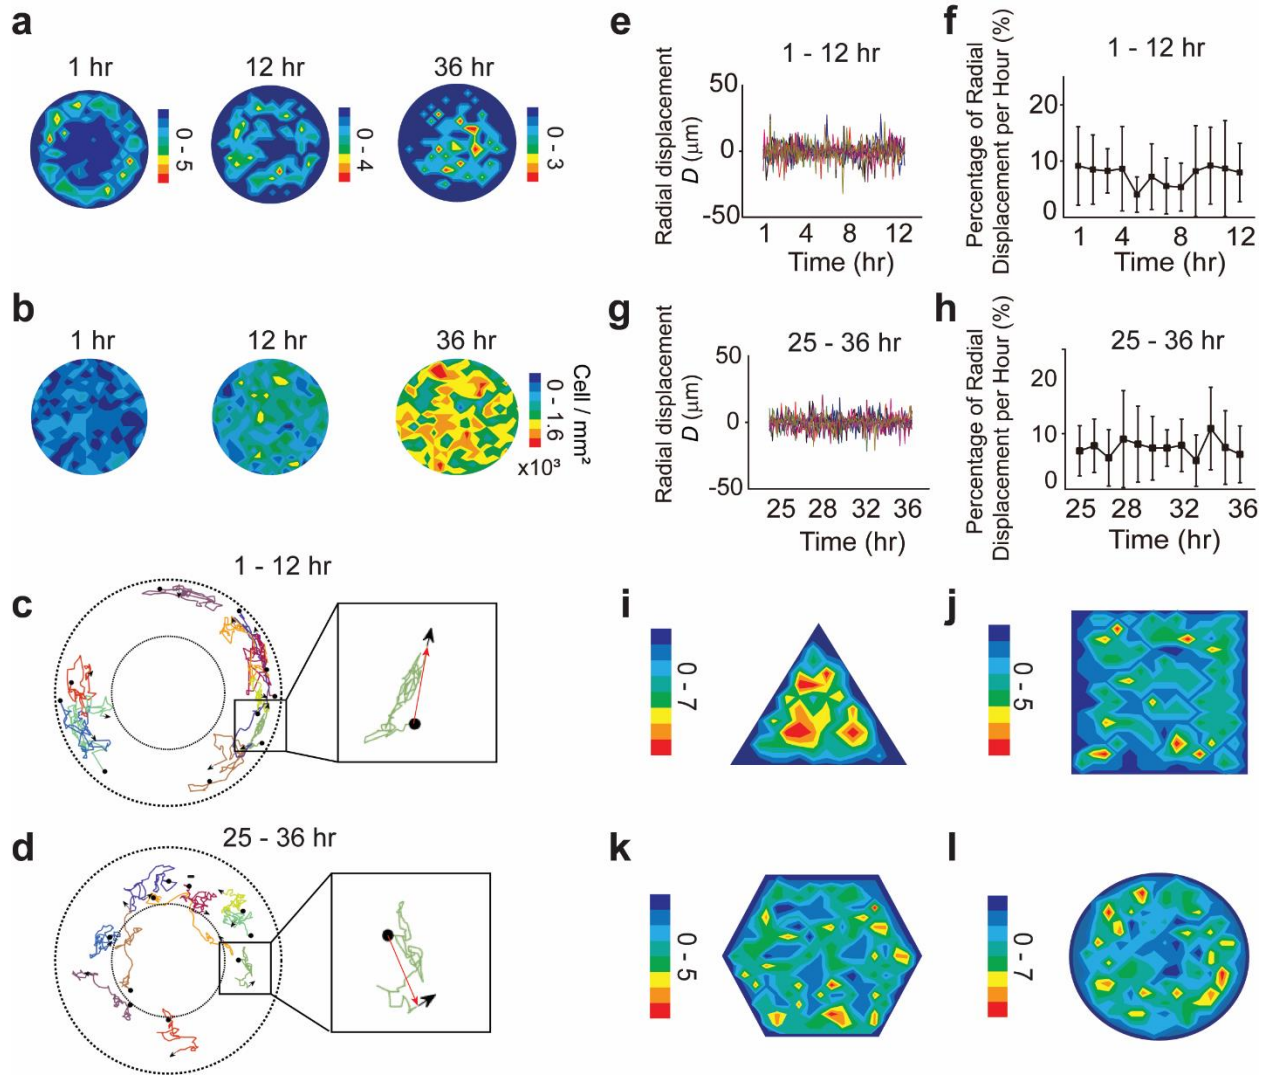 a
1 hr
12 hr
36 hr
0 - 5
0 - 4
0 - 3
b
1 hr
12 hr
36 hr
Cell / mm²
0 - 1.6
x10³
c
1 - 12 hr
d
25 - 36 hr
e
1 - 12 hr
Radial displacement
D (μm)
50
0
-50
1 4 8 12
Time (hr)
f
1 - 12 hr
Percentage of Radial
Displacement per Hour (%)
20
10
0
1 4 8 12
Time (hr)
g
25 - 36 hr
Radial displacement
D (μm)
50
0
-50
25 28 32 36
Time (hr)
h
25 - 36 hr
Percentage of Radial
Displacement per Hour (%)
20
10
0
25 28 32 36
Time (hr)
i
0 - 7
j
0 - 5
k
0 - 5
l
0 - 7